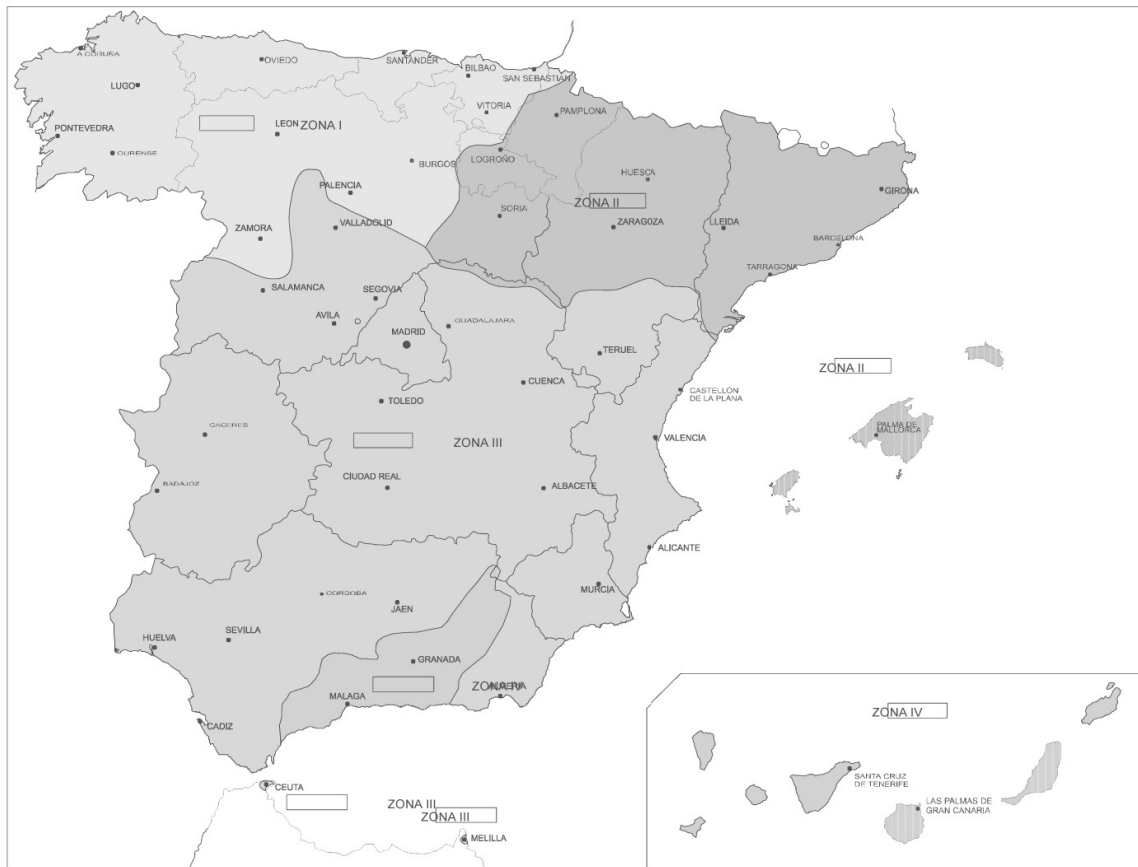 A CORUÑA
OVIEDO
SANTANDER
BILBAO
SAN SEBASTIAN
LUGO
VITORIA
PAMPLONA
PONTEVEDRA
LEON
ZONA I
OURENSE
BURGOS
LOGROÑO
HUESCA
GIRONA
PALENCIA
SORIA
ZONA II
ZAMORA
VALLADOLID
ZARAGOZA
LLEIDA
BARCELONA
TARRAGONA
SALAMANCA
SEGOVIA
AVILA
GUADALAJARA
MADRID
TERUEL
ZONA II
CUENCA
CASTELLÓN
DE LA PLANA
TOLEDO
CACERES
ZONA III
VALENCIA
PALMA DE
MALLORCA
CIUDAD REAL
BADAJOZ
ALBACETE
ALICANTE
CORDOBA
JAEN
MURCIA
HUELVA
SEVILLA
GRANADA
ZONA IV
MALAGA
CADIZ
ZONA IV
CEUTA
SANTA CRUZ
DE TENERIFE
ZONA III
ZONA III
LAS PALMAS DE
GRAN CANARIA
MELILLA